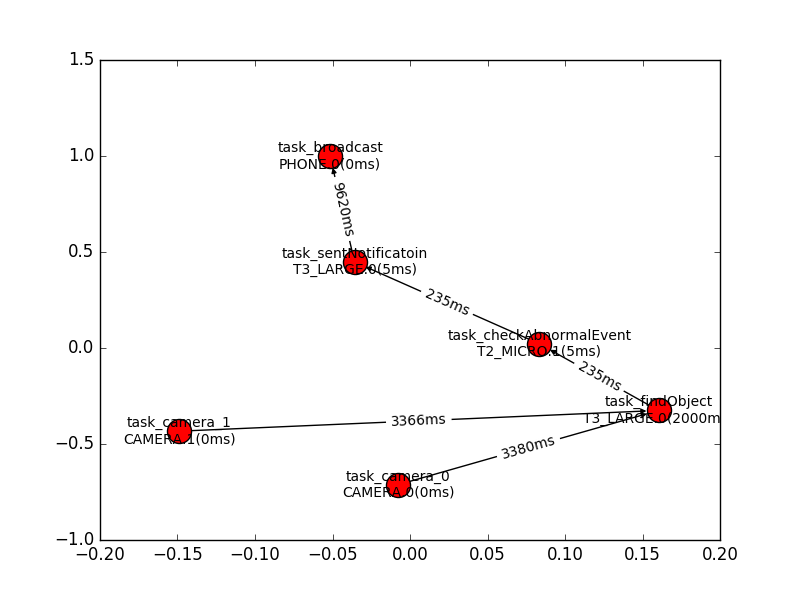 1.5
task_broadcast
1.0
PHONE.0(0ms)
9620ms
0.5
task_sentNotificatoin
T3_LARGE.0(5ms)
235ms
task_checkAbnormalEvent
0.0
T2_MICRO.1(5ms)
235ms
task_findObject
T3_LARGE.0(2000m
task_camera_1
3366ms
CAMERA.1(0ms)
−0.5
3380ms
task_camera_0
CAMERA.0(0ms)
−1.0
−0.20 −0.15 −0.10 −0.05 0.00 0.05 0.10 0.15 0.20